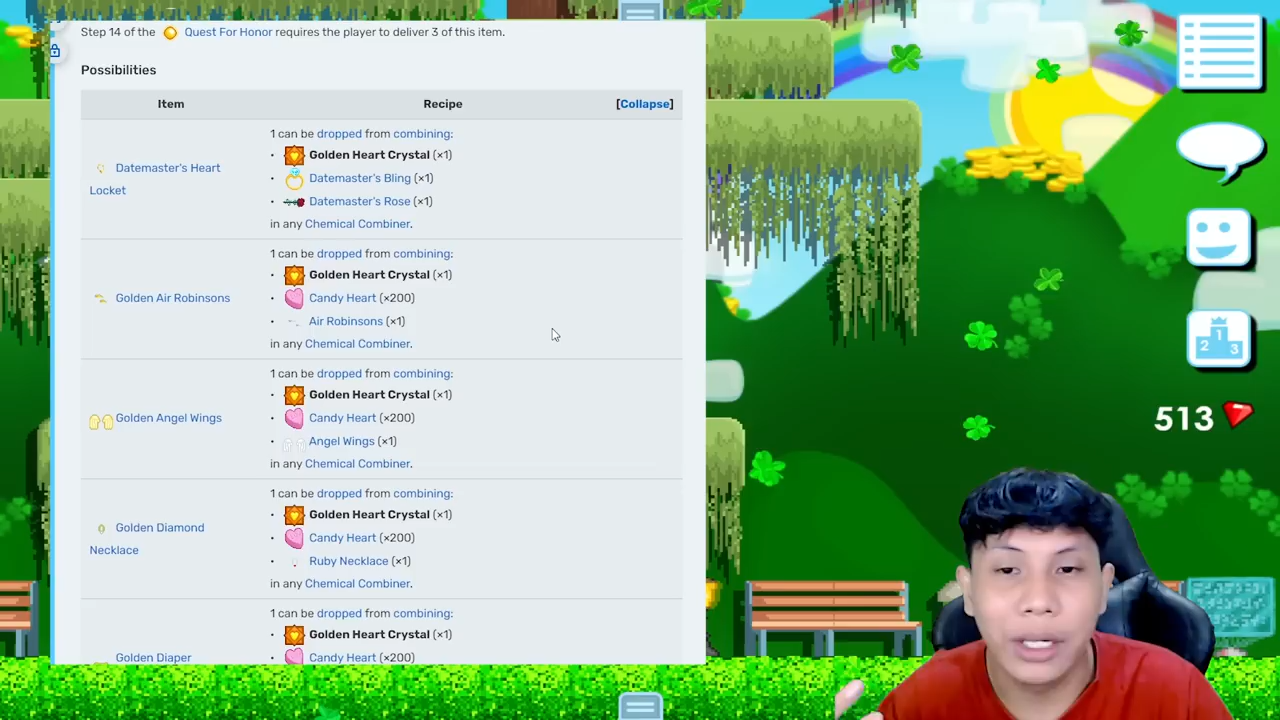 Step 14 of the Quest For Honor requires the player to deliver 3 of this item.
Possibilities
Item Recipe [Collapse]
Datemaster's Heart
Locket
1 can be dropped from combining:
• Golden Heart Crystal (×1)
• Datemaster's Bling (×1)
• Datemaster's Rose (×1)
in any Chemical Combiner.
Golden Air Robinsons
1 can be dropped from combining:
• Golden Heart Crystal (×1)
• Candy Heart (×200)
• Air Robinsons (×1)
in any Chemical Combiner.
Golden Angel Wings
1 can be dropped from combining:
• Golden Heart Crystal (×1)
• Candy Heart (×200)
• Angel Wings (×1)
in any Chemical Combiner.
Golden Diamond
Necklace
1 can be dropped from combining:
• Golden Heart Crystal (×1)
• Candy Heart (×200)
• Ruby Necklace (×1)
in any Chemical Combiner.
Golden Diaper
1 can be dropped from combining:
• Golden Heart Crystal (×1)
• Candy Heart (×200)
2 1 3
513